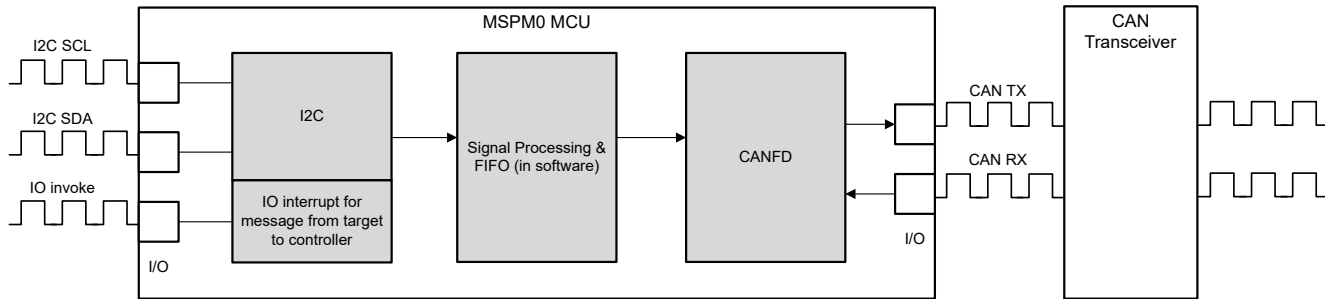 MSPM0 MCU
CAN
Transceiver
I2C SCL
I2C SDA
IO invoke
I/O
I2C
IO interrupt for
message from target
to controller
Signal Processing &
FIFO (in software)
CANFD
I/O
CAN TX
CAN RX